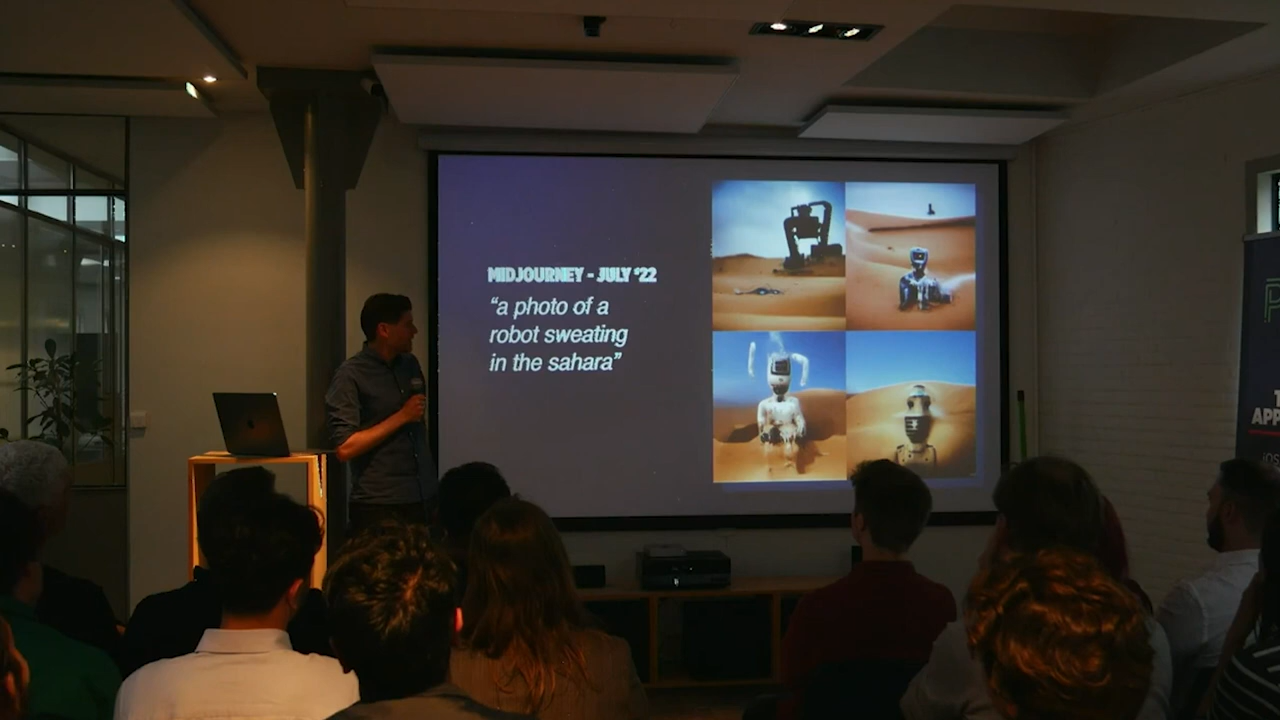 MIDJOURNEY - JULY '22
“a photo of a
robot sweating
in the sahara”